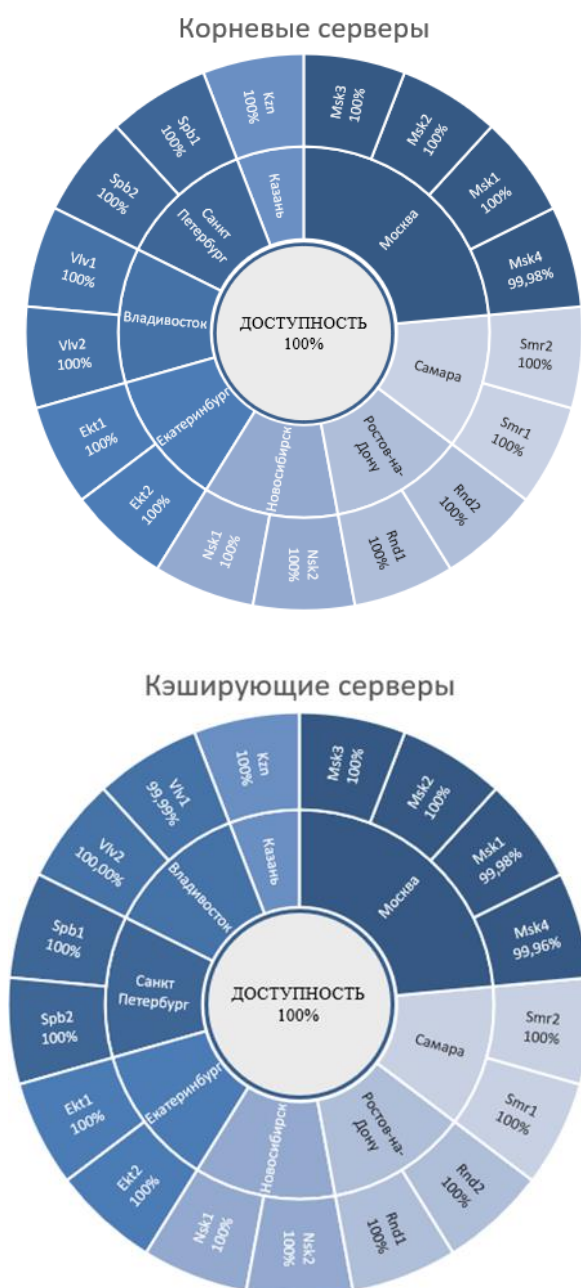 Корневые серверы
Msk3
100%
Msk2
100%
Msk1
100%
Msk4
99,98%
Smr2
100%
Smr1
100%
Rnd2
100%
Rnd1
100%
Nsk2
100%
Nsk1
100%
Ekt2
100%
Ekt1
100%
Vlv2
100%
Vlv1
100%
Spb2
100%
Spb1
100%
Kzn
100%
Москва
Самара
Ростов-на-
Дону
Новосибирск
Екатеринбург
Владивосток
Санкт
Петербург
Казань
ДОСТУПНОСТЬ
100%
Кэширующие серверы
Msk3
100%
Msk2
100%
Msk1
99,98%
Msk4
99,96%
Smr2
100%
Smr1
100%
Rnd2
100%
Rnd1
100%
Nsk2
100%
Nsk1
100%
Ekt2
100%
Ekt1
100%
Spb2
100%
Spb1
100%
Vlv2
100,00%
Vlv1
99,99%
Kzn
100%
Москва
Самара
Ростов-на-
Дону
Новосибирск
Екатеринбург
Санкт
Петербург
Владивосток
Казань
ДОСТУПНОСТЬ
100%